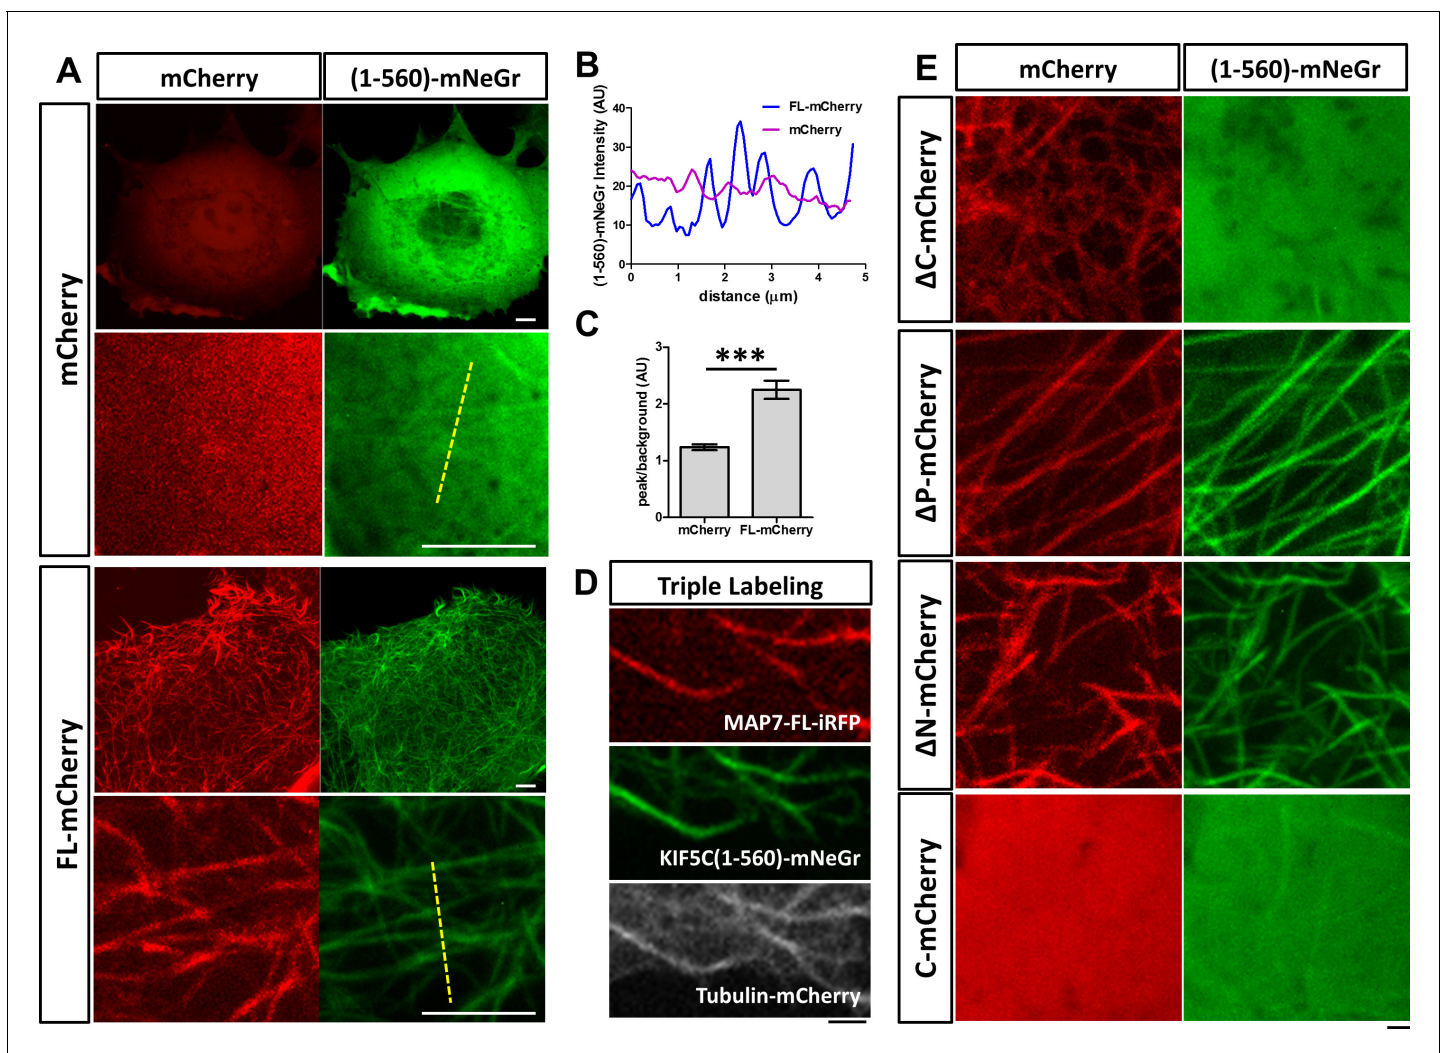 A
mCherry
(1-560)-mNeGr
mCherry
FL-mCherry
B
(1-560)-mNeGr Intensity (AU)
40
30
20
10
0
FL-mCherry
mCherry
0 1 2 3 4 5
distance (μm)
C
peak/background (AU)
3
2
1
0
***
mCherry FL-mCherry
D
Triple Labeling
MAP7-FL-iRFP
KIF5C(1-560)-mNeGr
Tubulin-mCherry
E
mCherry
(1-560)-mNeGr
ΔC-mCherry
ΔP-mCherry
ΔN-mCherry
C-mCherry